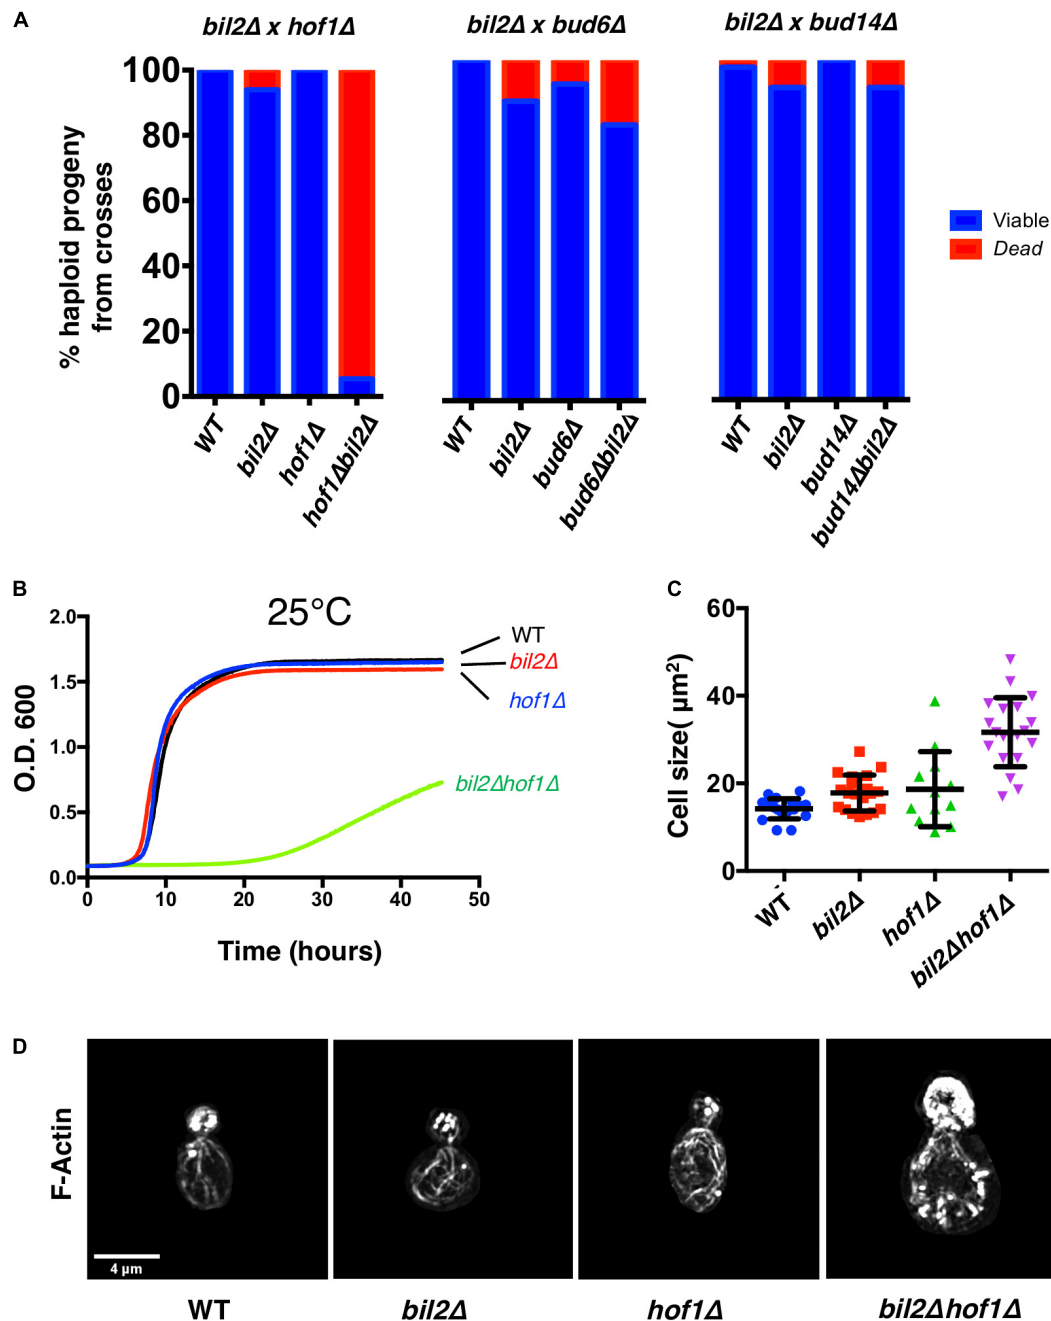 A
bil2Δ x hof1Δ
bil2Δ x bud6Δ
bil2Δ x bud14Δ
% haploid progeny
from crosses
100
80
60
40
20
0
WT
bil2Δ
hof1Δ
hof1Δbil2Δ
WT
bil2Δ
bud6Δ
bud6Δbil2Δ
WT
bil2Δ
bud14Δ
bud14Δbil2Δ
Viable
Dead
B
25°C
O.D. 600
2.0
1.5
1.0
0.5
0.0
0
10
20
30
40
50
Time (hours)
WT
bil2Δ
hof1Δ
bil2Δhof1Δ
C
Cell size( µm²)
60
40
20
0
WT
bil2Δ
hof1Δ
bil2Δhof1Δ
D
F-Actin
4 µm
WT
bil2Δ
hof1Δ
bil2Δhof1Δ